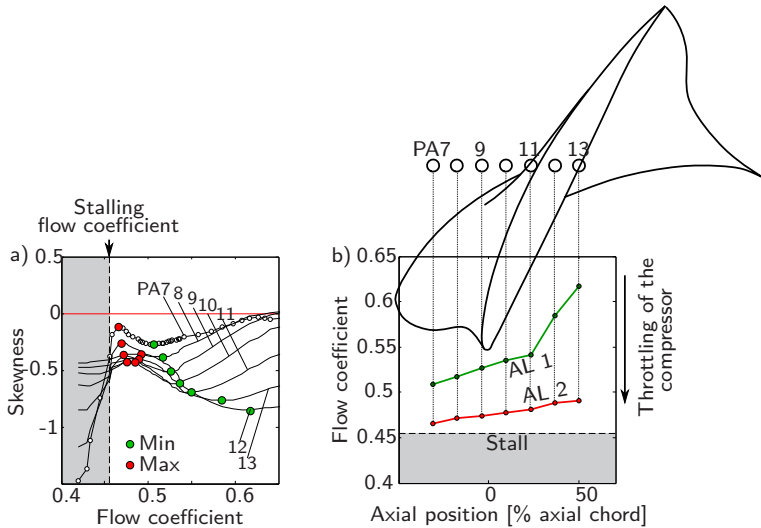 PA7 9 11 13
Stalling
flow coefficient
a)
0.5
0
-0.5
-1
Skewness
PA7
8
9
10
11
12
13
Min
Max
0.4 0.5 0.6
Flow coefficient
b)
0.65
0.6
0.55
0.5
0.45
0.4
Flow coefficient
AL 1
AL 2
Stall
0 50
Axial position [% axial chord]
Throttling of the
compressor